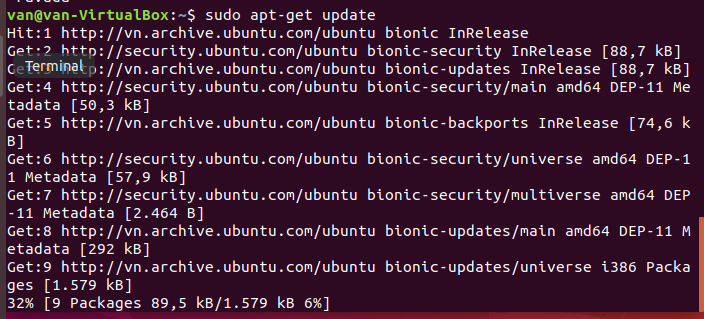 van@van-VirtualBox:~$ sudo apt-get update
Hit:1 http://vn.archive.ubuntu.com/ubuntu bionic InRelease
Get:2 http://security.ubuntu.com/ubuntu bionic-security InRelease [88,7 kB]
Terminal
http://vn.archive.ubuntu.com/ubuntu bionic-updates InRelease [88,7 kB]
Get:4 http://security.ubuntu.com/ubuntu bionic-security/main amd64 DEP-11 Me
tadata [50,3 kB]
Get:5 http://vn.archive.ubuntu.com/ubuntu bionic-backports InRelease [74,6 k
B]
Get:6 http://security.ubuntu.com/ubuntu bionic-security/universe amd64 DEP-1
1 Metadata [57,9 kB]
Get:7 http://security.ubuntu.com/ubuntu bionic-security/multiverse amd64 DEP
-11 Metadata [2.464 B]
Get:8 http://vn.archive.ubuntu.com/ubuntu bionic-updates/main amd64 DEP-11 M
etadata [292 kB]
Get:9 http://vn.archive.ubuntu.com/ubuntu bionic-updates/universe i386 Packa
ges [1.579 kB]
32% [9 Packages 89,5 kB/1.579 kB 6%]